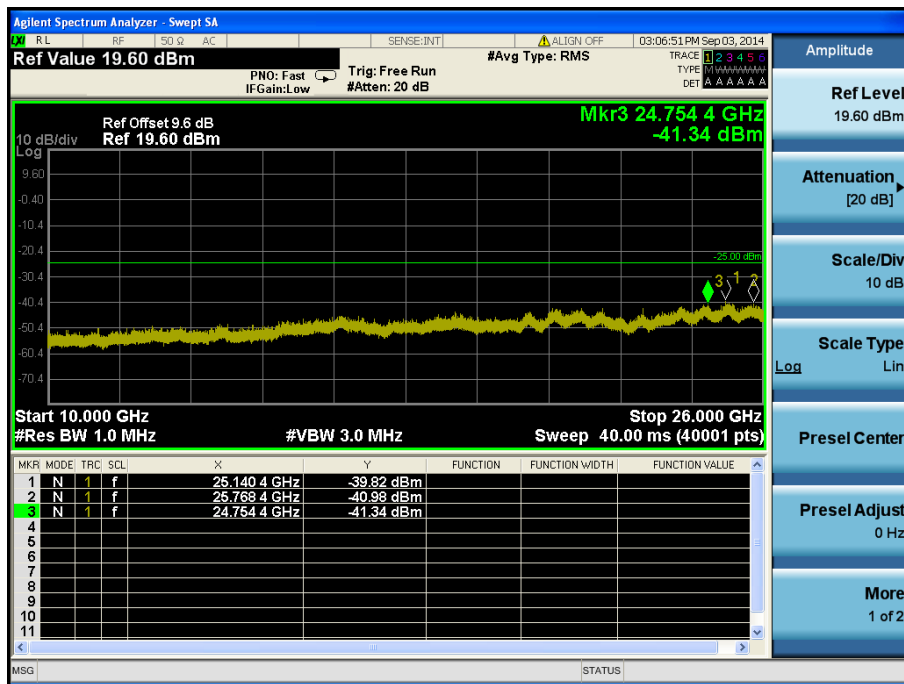 Agilent Spectrum Analyzer - Swept SA
LXI RL RF 50 Ω AC SENSE:INT ALIGN OFF 03:06:51 PM Sep 03, 2014
Ref Value 19.60 dBm
#Avg Type: RMS
TRACE 1 2 3 4 5 6
PNO: Fast Trig: Free Run
TYPE M
IFGain:Low #Atten: 20 dB
DET A A A A A A
Mkr3 24.754 4 GHz
Ref Offset 9.6 dB
-41.34 dBm
10 dB/div Ref 19.60 dBm
Log
9.60
-0.40
-10.4
-20.4
-25.00 dBm
-30.4
3 1 2
-40.4
-50.4
-60.4
-70.4
Start 10.000 GHz Stop 26.000 GHz
#Res BW 1.0 MHz #VBW 3.0 MHz Sweep 40.00 ms (40001 pts)
MKR MODE TRC SCL X Y FUNCTION FUNCTION WIDTH FUNCTION VALUE
1 N 1 f 25.140 4 GHz -39.82 dBm
2 N 1 f 25.768 4 GHz -40.98 dBm
3 N 1 f 24.754 4 GHz -41.34 dBm
4
5
6
7
8
9
10
11
MSG STATUS
Amplitude
Ref Level
19.60 dBm
Attenuation
[20 dB]
Scale/Div
10 dB
Scale Type
Log Lin
Presel Center
Presel Adjust
0 Hz
More
1 of 2